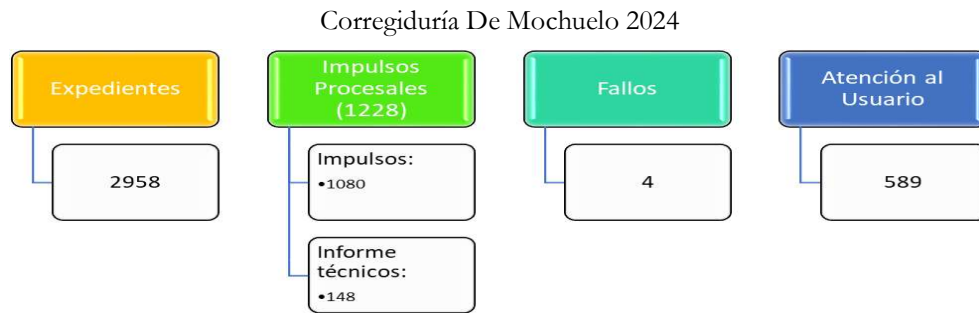 Corregiduría De Mochuelo 2024
Expedientes
2958
Impulsos
Procesales
(1228)
Impulsos:
•1080
Informe
técnicos:
•148
Fallos
4
Atención al
Usuario
589